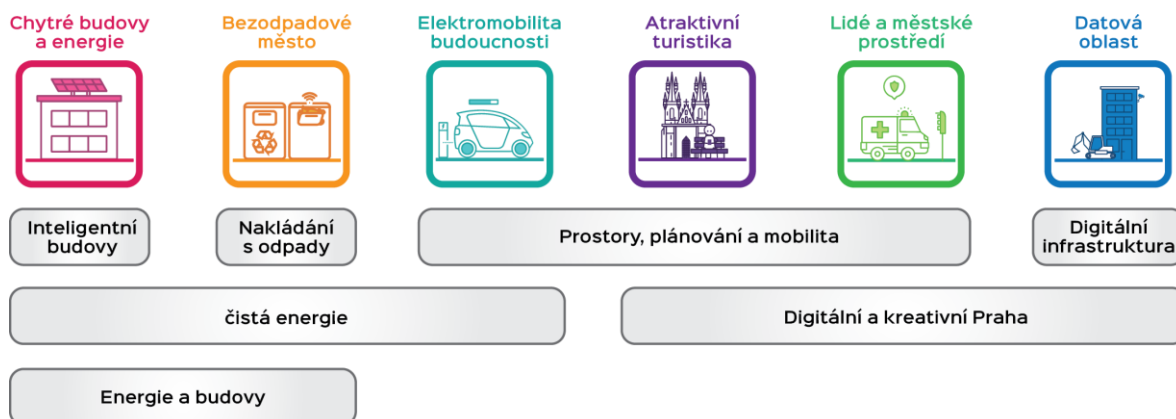 Chytré budovy
a energie
Bezodpadové
město
Elektromobilita
budoucnosti
Atraktivní
turistika
Lidé a městské
prostředí
Datová
oblast
Inteligentní
budovy
Nakládání
s odpady
Prostory, plánování a mobilita
Digitální
infrastruktura
čistá energie
Digitální a kreativní Praha
Energie a budovy